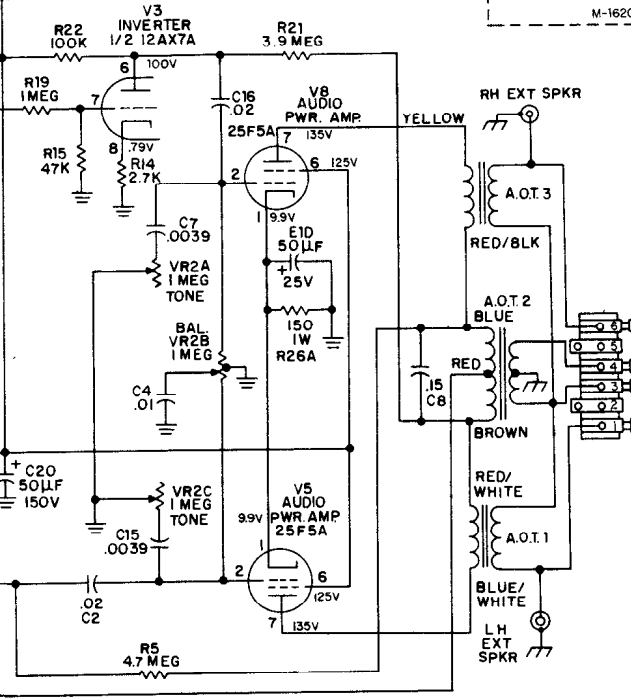 M-1620
V3
INVERTER
1/2 12AX7A
R22
100K
R21
3.9 MEG
6
100V
R19
1 MEG
7
C16
.02
V8
AUDIO
PWR. AMP.
25F5A
7
135V
YELLOW
RH EXT SPKR
8
.79V
R15
47K
R14
2.7K
2
6
125V
1
9.9V
A.O.T. 3
C7
.0039
E1D
50µF
+
25V
RED/BLK
VR2A
1 MEG
TONE
150
1W
R26A
A.O.T. 2
BLUE
BAL.
VR2B
1 MEG
RED
.15
C8
6
5
4
3
2
1
C4
.01
BROWN
+
C20
50µF
150V
RED/
WHITE
VR2C
1 MEG
TONE
V5
AUDIO
PWR. AMP
25F5A
9.9V
1
C15
.0039
A.O.T. 1
2
6
125V
.02
C2
7
135V
BLUE/
WHITE
LH
EXT
SPKR
R5
4.7 MEG